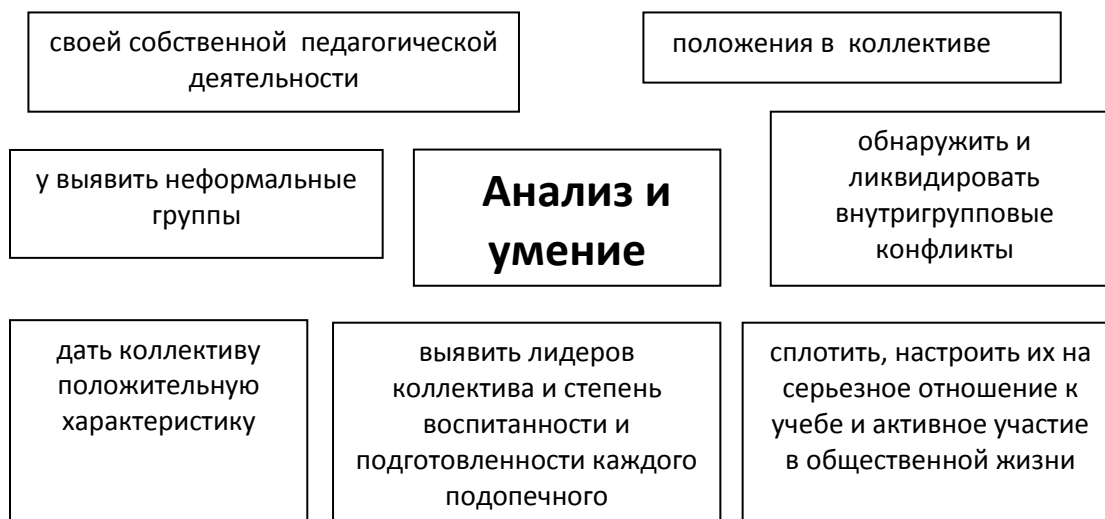 своей собственной педагогической
деятельности
положения в коллективе
у выявить неформальные
группы
Анализ и
умение
обнаружить и
ликвидировать
внутригрупповые
конфликты
дать коллективу
положительную
характеристику
выявить лидеров
коллектива и степень
воспитанности и
подготовленности каждого
подопечного
сплотить, настроить их на
серьезное отношение к
учебе и активное участие
в общественной жизни